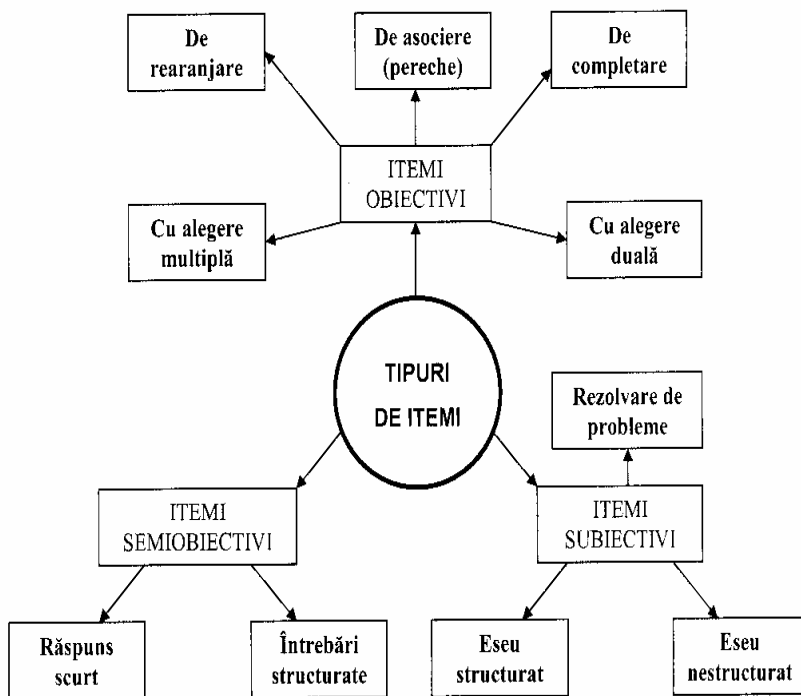 De
rearanjare
De asociere
(pereche)
De
completare
ITEMI
OBIECTIVI
Cu alegere
multiplă
Cu alegere
duală
TIPURI
DE ITEMI
Rezolvare de
probleme
ITEMI
SEMIOBIECTIVI
ITEMI
SUBIECTIVI
Răspuns
scurt
Întrebări
structurate
Eseu
structurat
Eseu
nestructurat